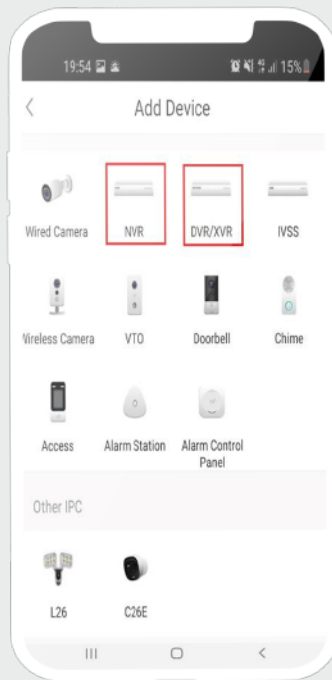 19:54 4G 15%
Add Device
Wired Camera NVR DVR/XVR IVSS
Wireless Camera VTO Doorbell Chime
Access Alarm Station Alarm Control
Panel
Other IPC
L26 C26E